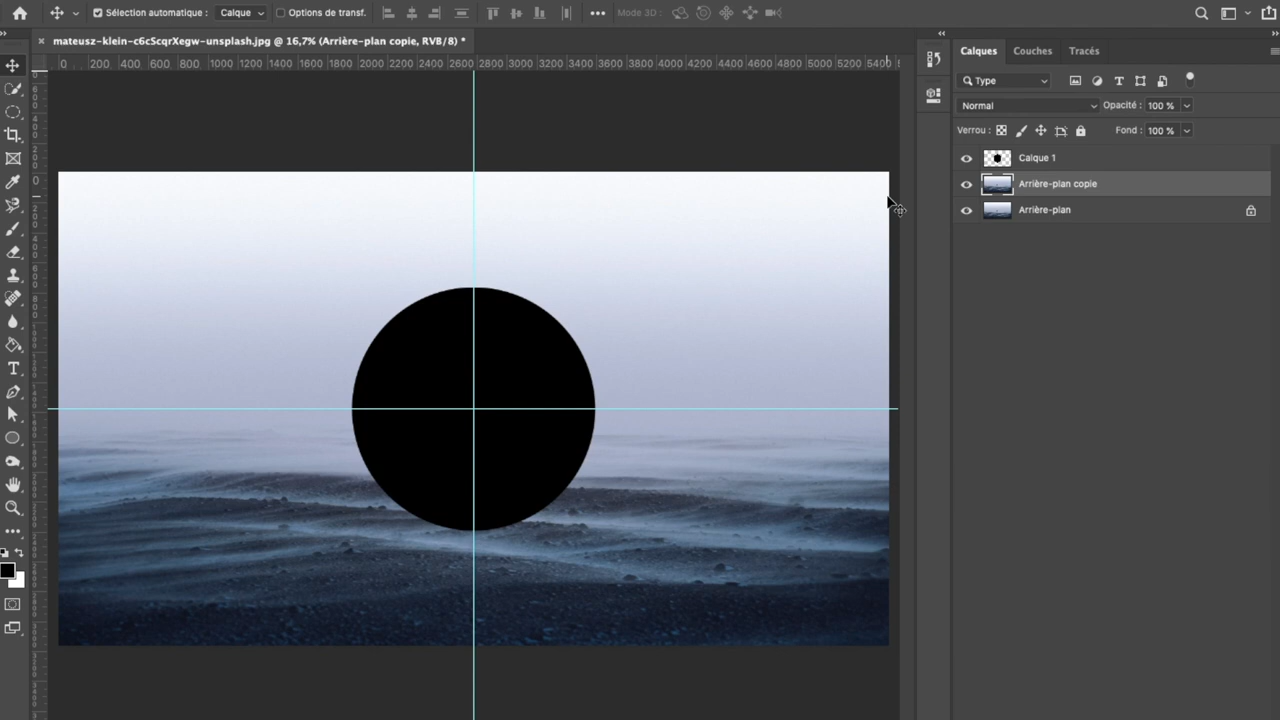 Sélection automatique : Calque Options de transf. Mode 3D :
mateusz-klein-c6cScqrXegw-unsplash.jpg @ 16,7% (Arrière-plan copie, RVB/8) *
0 200 400 600 800 1000 1200 1400 1600 1800 2000 2200 2400 2600 2800 3000 3200 3400 3600 3800 4000 4200 4400 4600 4800 5000 5200 5400
Calques Couches Tracés
Type
Normal Opacité : 100 %
Verrou : Fond : 100 %
Calque 1
Arrière-plan copie
Arrière-plan